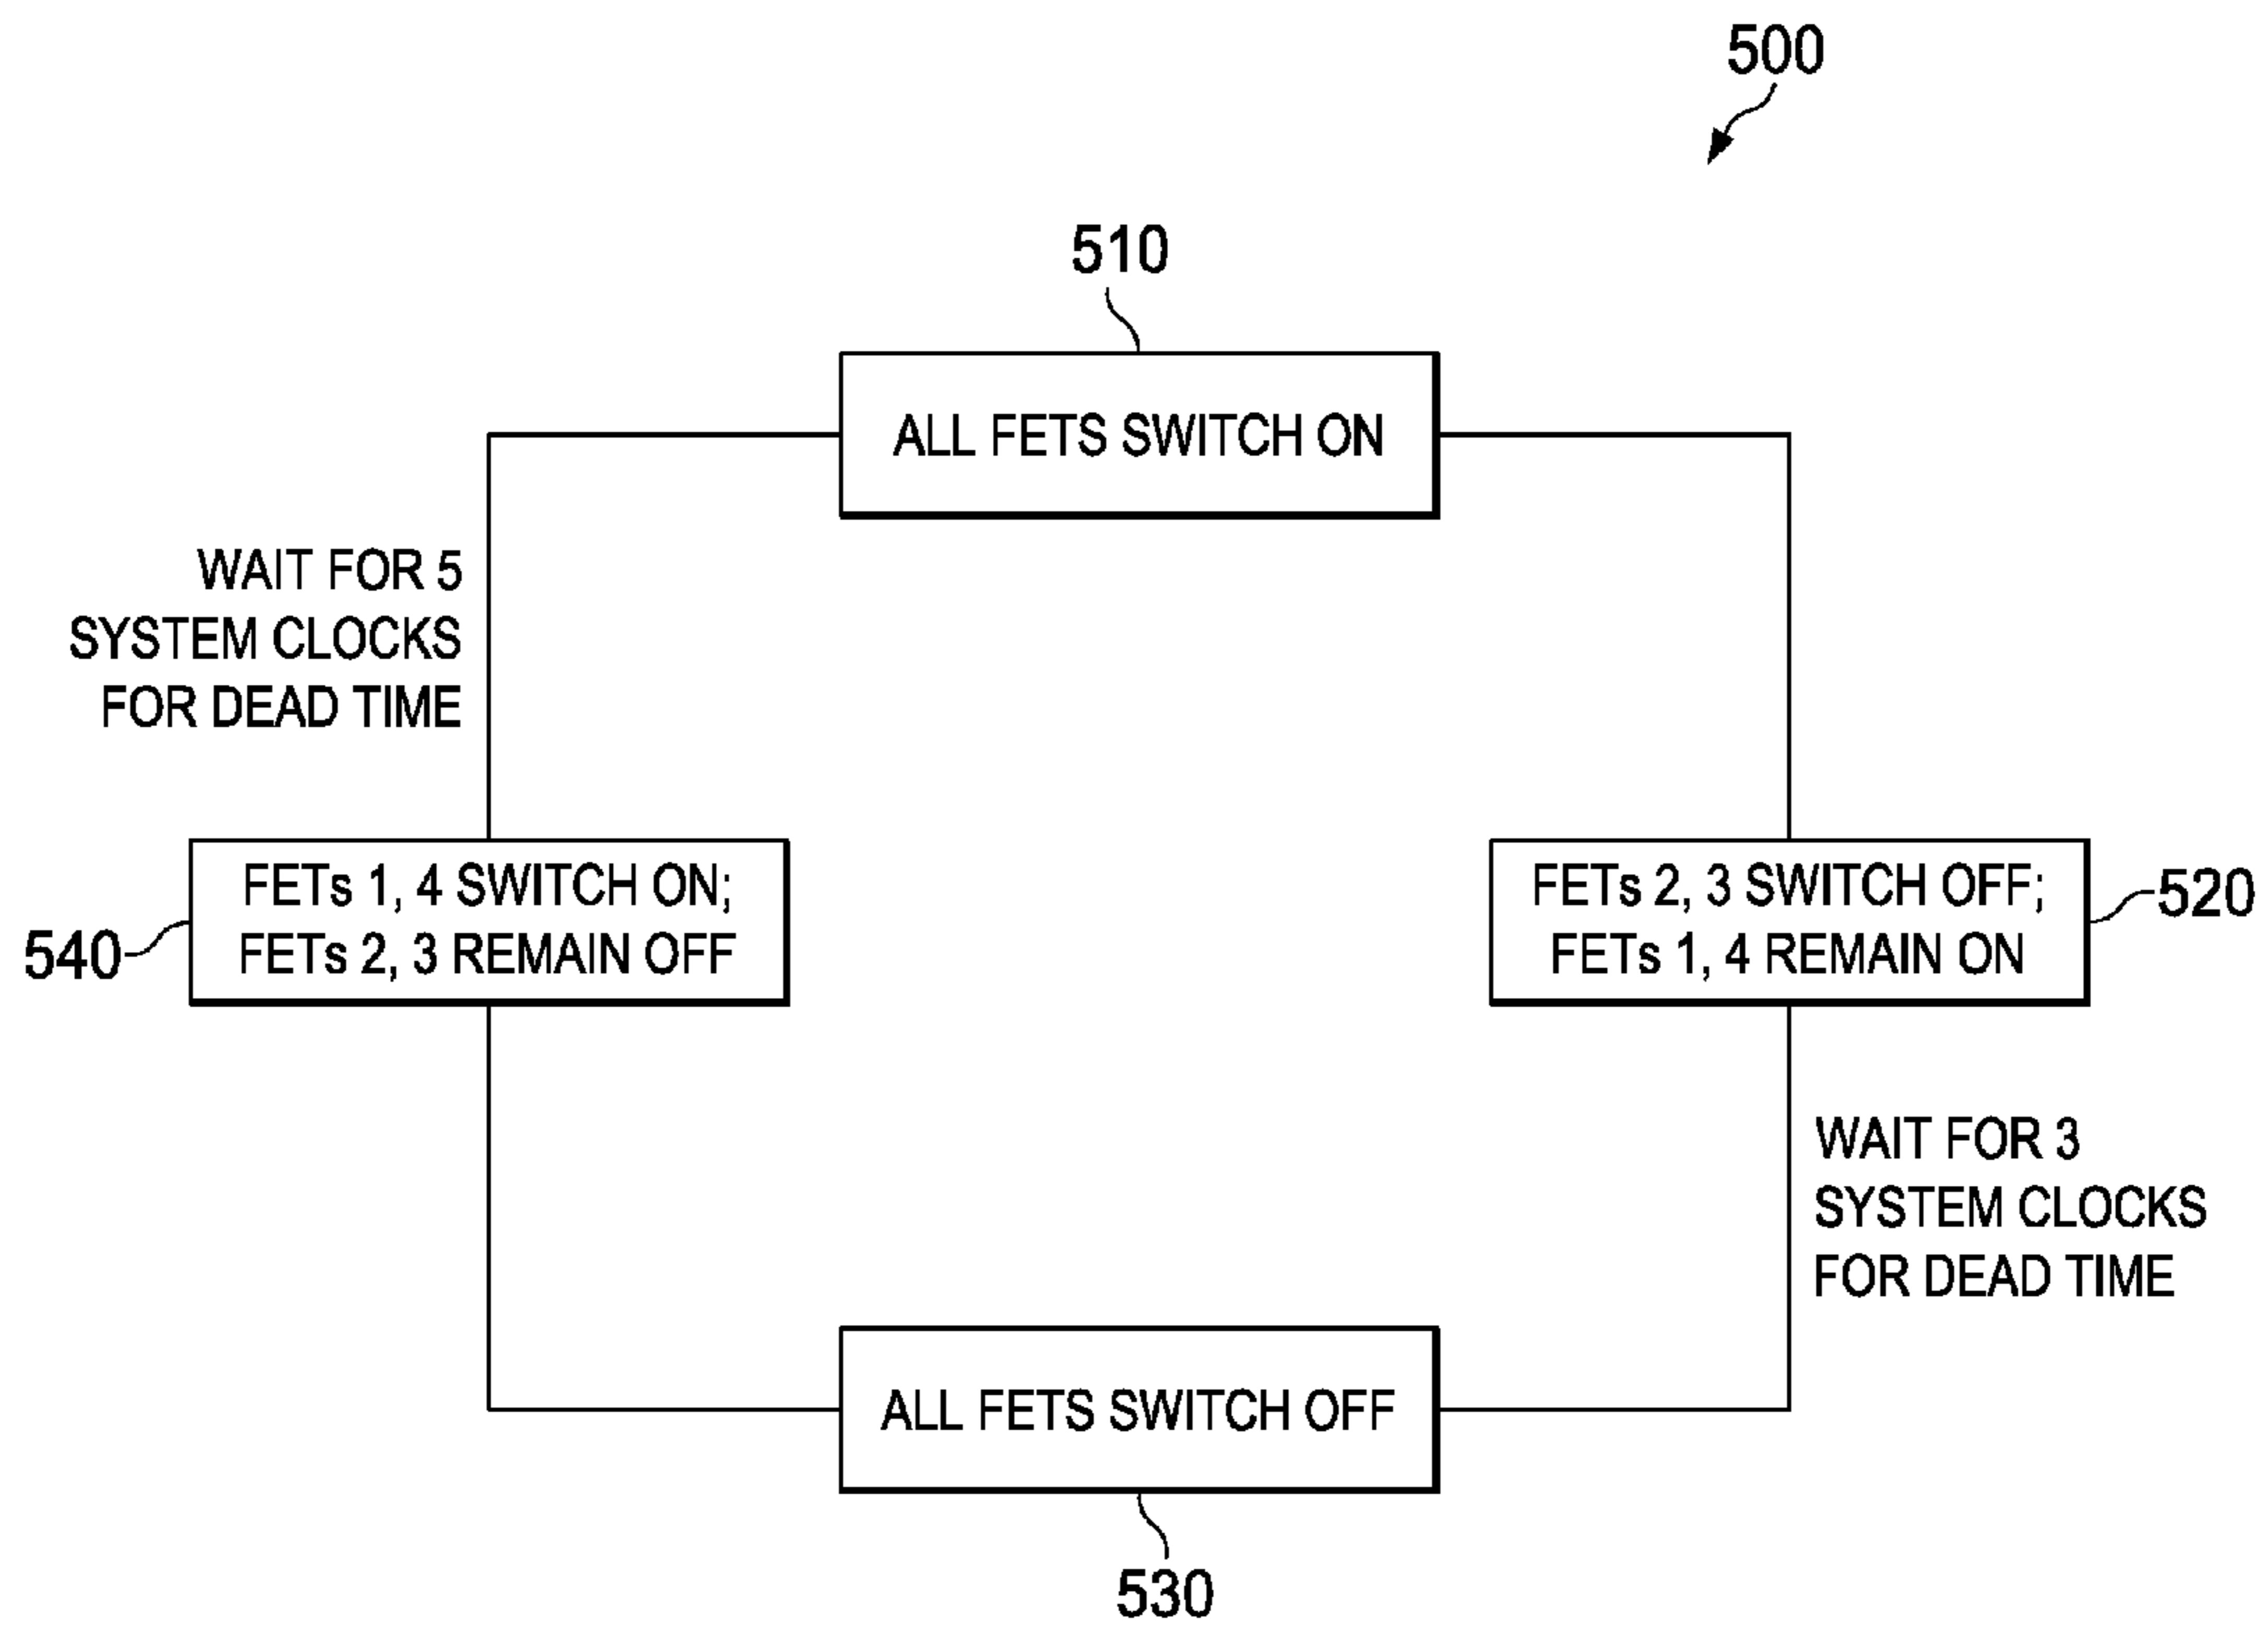 500
510
ALL FETS SWITCH ON
WAIT FOR 5
SYSTEM CLOCKS
FOR DEAD TIME
FETs 1, 4 SWITCH ON;
FETs 2, 3 REMAIN OFF
540
FETs 2, 3 SWITCH OFF;
FETs 1, 4 REMAIN ON
520
WAIT FOR 3
SYSTEM CLOCKS
FOR DEAD TIME
ALL FETS SWITCH OFF
530